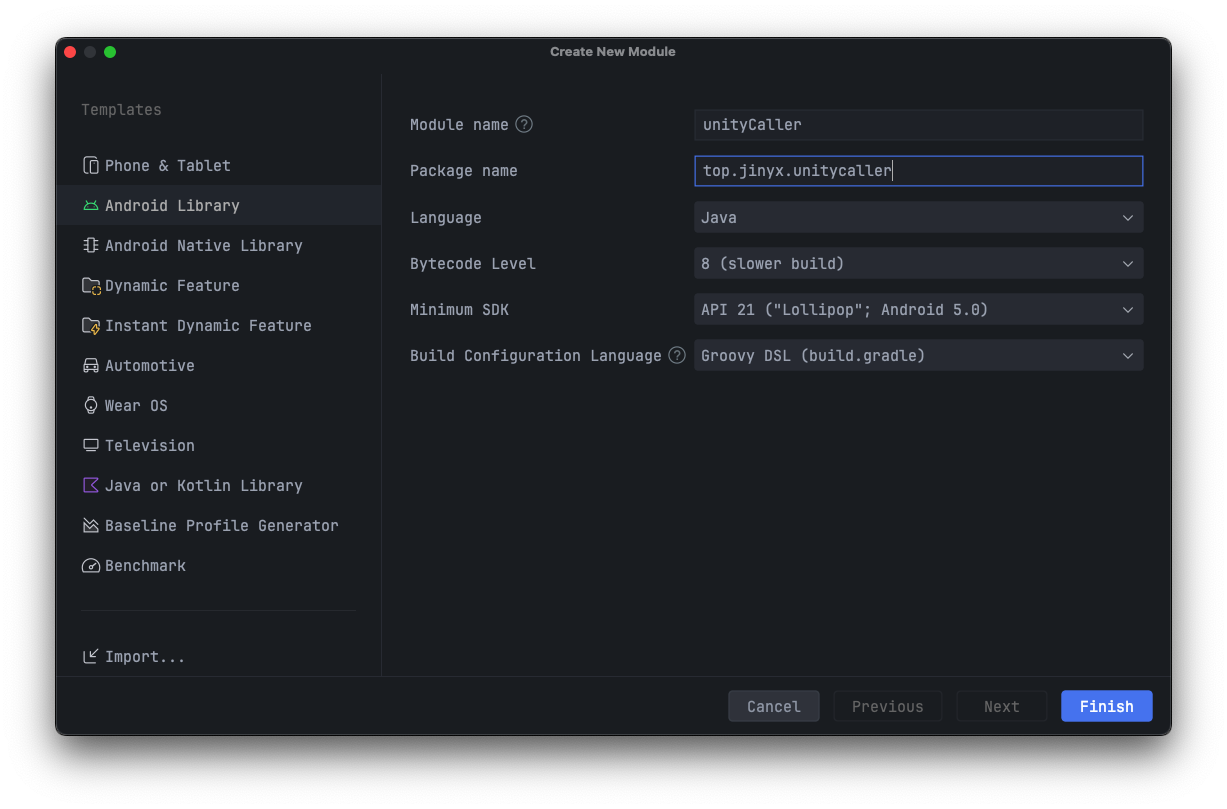 Create New Module
Templates
Phone & Tablet
Android Library
Android Native Library
Dynamic Feature
Instant Dynamic Feature
Automotive
Wear OS
Television
Java or Kotlin Library
Baseline Profile Generator
Benchmark
Import...
Module name ? unityCaller
Package name top.jinyx.unitycaller
Language Java
Bytecode Level 8 (slower build)
Minimum SDK API 21 ("Lollipop"; Android 5.0)
Build Configuration Language ? Groovy DSL (build.gradle)
Cancel Previous Next Finish